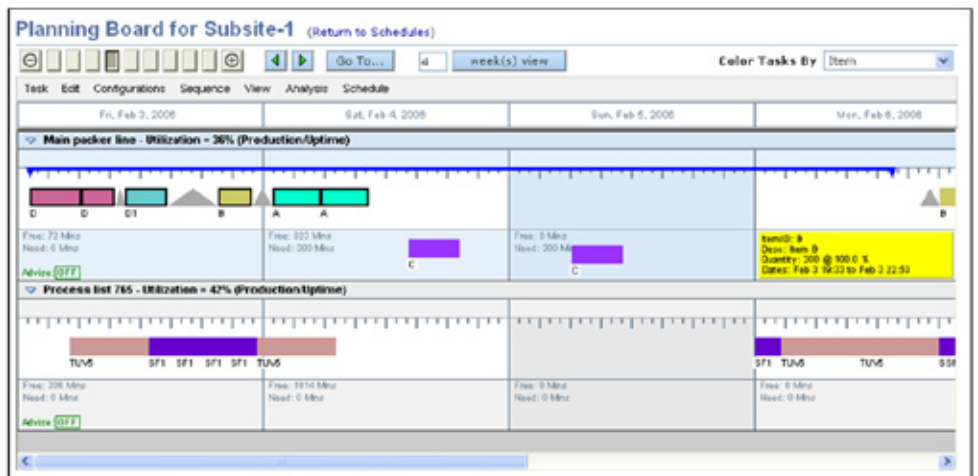 Planning Board for Subsite-1 (Return to Schedules)
Go To... 4 week(s) view Color Tasks By Item
Task Edit Configurations Sequence View Analysis Schedule
Fri, Feb 3, 2006 Sat, Feb 4, 2006 Sun, Feb 5, 2006 Mon, Feb 6, 2006
Main packer line - Utilization = 36% (Production/Uptime)
D D D1 B A A B
Free: 72 Mins Free: 823 Mins Free: 0 Mins
Need: 0 Mins Need: 300 Mins Need: 300 Mins
C C
ItemID: B
Desc: Item B
Quantity: 200 @ 100.0 %
Dates: Feb 3 19:33 to Feb 3 22:53
Advise: OFF
Process list 765 - Utilization = 42% (Production/Uptime)
TUV5 SF1 SF1 SF1 SF1 TUV5 SF1 TUV5 TUV5
Free: 306 Mins Free: 1014 Mins Free: 0 Mins Free: 0 Mins
Need: 0 Mins Need: 0 Mins Need: 0 Mins Need: 0 Mins
Advise: OFF